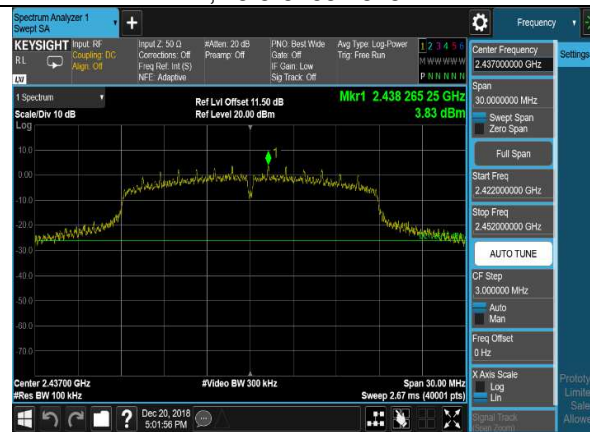 Spectrum Analyzer 1
Swept SA
+
Frequency
KEYSIGHT
RL
LXI
Input: RF
Coupling: DC
Align: Off
Input Z: 50 Ω
Corrections: Off
Freq Ref: Int (S)
NFE: Adaptive
#Atten: 20 dB
Preamp: Off
PNO: Best Wide
Gate: Off
IF Gain: Low
Sig Track: Off
Avg Type: Log-Power
Trig: Free Run
1 2 3 4 5 6
M W W W W W
P N N N N N
Center Frequency
2.437000000 GHz
Settings
Span
30.0000000 MHz
Swept Span
Zero Span
Full Span
Start Freq
2.422000000 GHz
Stop Freq
2.452000000 GHz
AUTO TUNE
CF Step
3.000000 MHz
Auto
Man
Freq Offset
0 Hz
X Axis Scale
Log
Lin
Signal Track
(Span Zoom)
1 Spectrum
Scale/Div 10 dB
Log
Ref Lvl Offset 11.50 dB
Ref Level 20.00 dBm
Mkr1 2.438 265 25 GHz
3.83 dBm
1
10.0
0.00
-10.0
-20.0
-30.0
-40.0
-50.0
-60.0
-70.0
Center 2.43700 GHz
#Res BW 100 kHz
#Video BW 300 kHz
Span 30.00 MHz
Sweep 2.67 ms (40001 pts)
?
Dec 20, 2018
5:01:56 PM